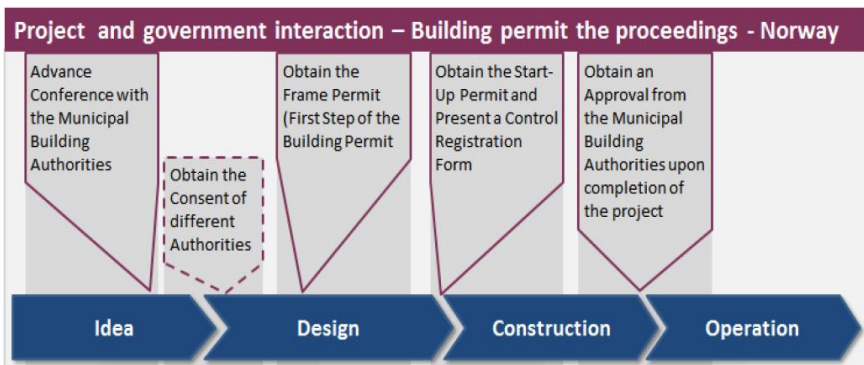 Project and government interaction – Building permit the proceedings - Norway
Advance
Conference with
the Municipal
Building
Authorities
Obtain the
Consent of
different
Authorities
Obtain the
Frame Permit
(First Step of the
Building Permit
Obtain the Start-
Up Permit and
Present a Control
Registration
Form
Obtain an
Approval from
the Municipal
Building
Authorities upon
completion of
the project
Idea
Design
Construction
Operation